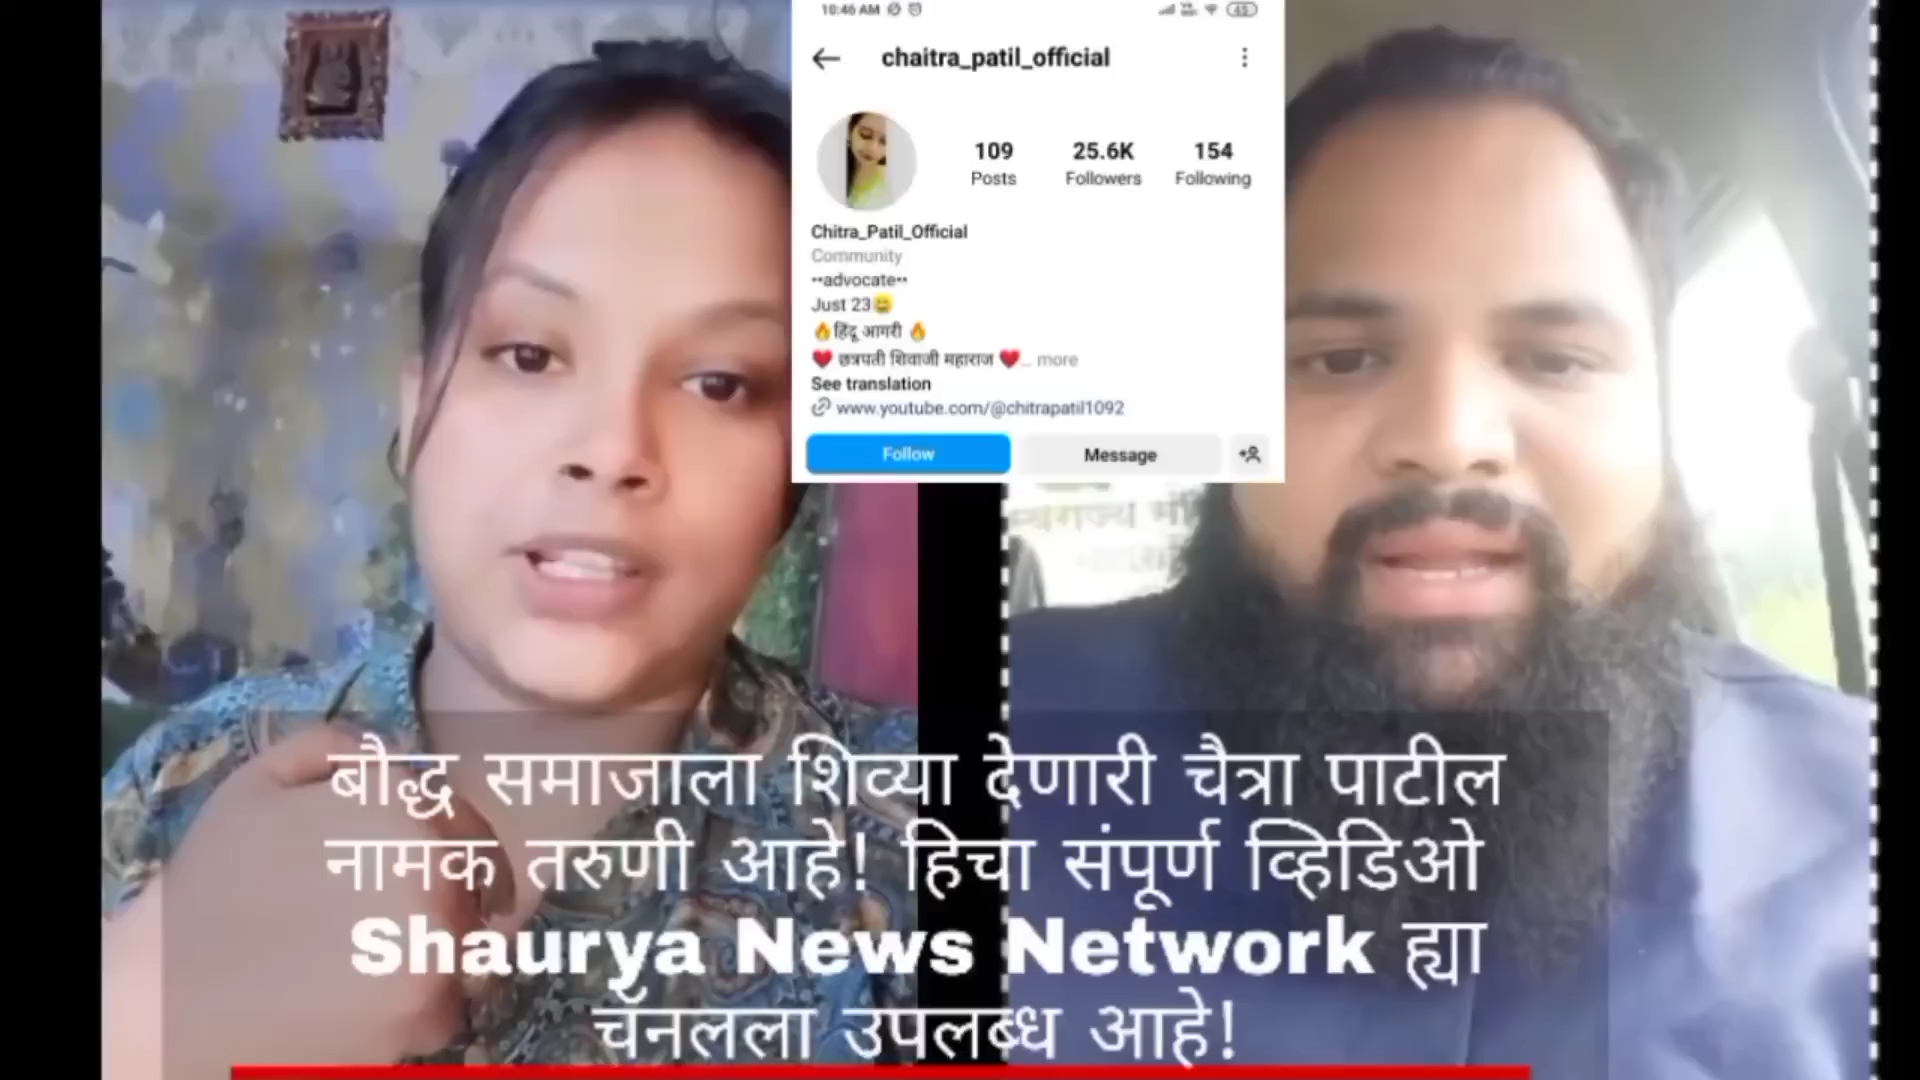 10:46 AM
45
chaitra_patil_official
109 25.6K 154
Posts Followers Following
Chitra_Patil_Official
Community
••advocate••
Just 23😄
🔥हिंदू आगरी 🔥
❤️ छत्रपती शिवाजी महाराज ❤️... more
See translation
www.youtube.com/@chitrapatil1092
Follow Message
बौद्ध समाजाला शिव्या देणारी चैत्रा पाटील
नामक तरुणी आहे! हिचा संपूर्ण व्हिडिओ
Shaurya News Network ह्या
चॅनलला उपलब्ध आहे!